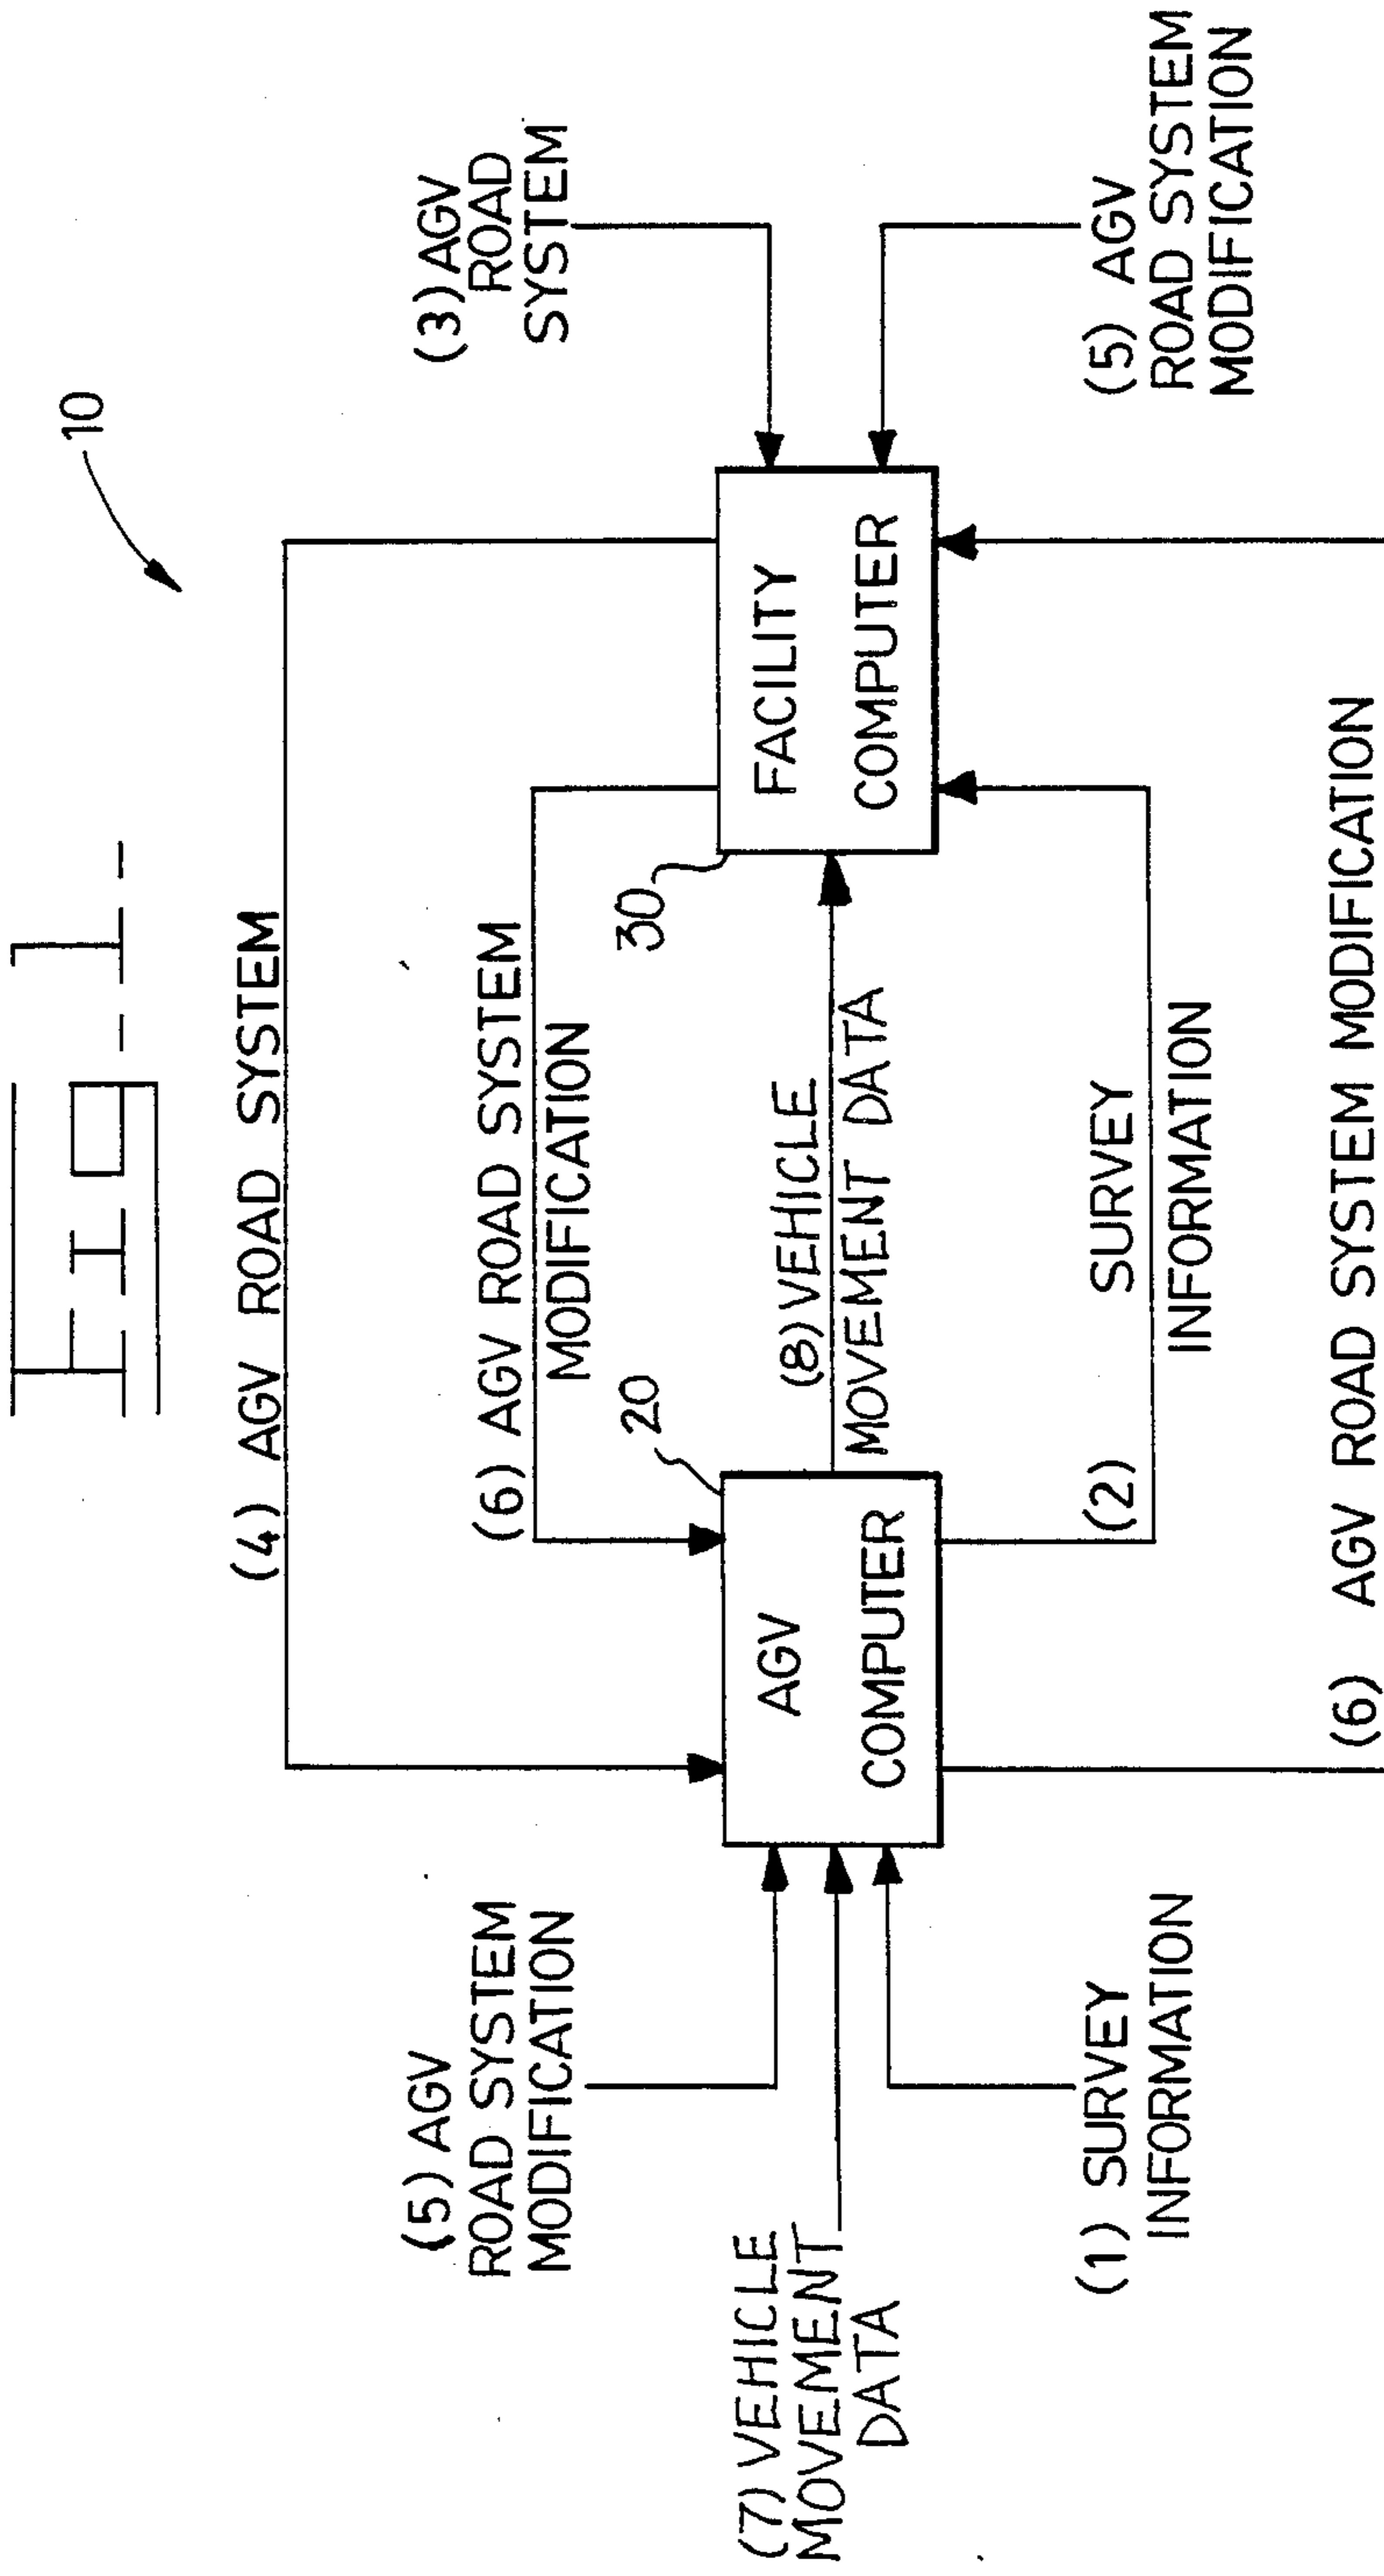 FIG. 1.
10
(4) AGV ROAD SYSTEM
(6) AGV ROAD SYSTEM
MODIFICATION
(5) AGV
ROAD SYSTEM
MODIFICATION
(3) AGV
ROAD
SYSTEM
20
30
(7) VEHICLE
MOVEMENT
DATA
AGV
COMPUTER
(8) VEHICLE
MOVEMENT DATA
FACILITY
COMPUTER
(1) SURVEY
INFORMATION
(2) SURVEY
INFORMATION
(5) AGV
ROAD SYSTEM
MODIFICATION
(6) AGV ROAD SYSTEM MODIFICATION